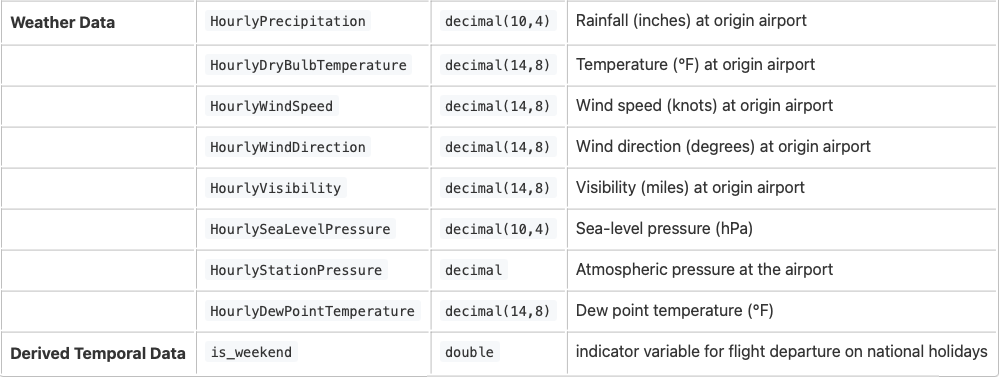 Weather Data HourlyPrecipitation decimal(10,4) Rainfall (inches) at origin airport
HourlyDryBulbTemperature decimal(14,8) Temperature (°F) at origin airport
HourlyWindSpeed decimal(14,8) Wind speed (knots) at origin airport
HourlyWindDirection decimal(14,8) Wind direction (degrees) at origin airport
HourlyVisibility decimal(14,8) Visibility (miles) at origin airport
HourlySeaLevelPressure decimal(10,4) Sea-level pressure (hPa)
HourlyStationPressure decimal Atmospheric pressure at the airport
HourlyDewPointTemperature decimal(14,8) Dew point temperature (°F)
Derived Temporal Data is_weekend double indicator variable for flight departure on national holidays